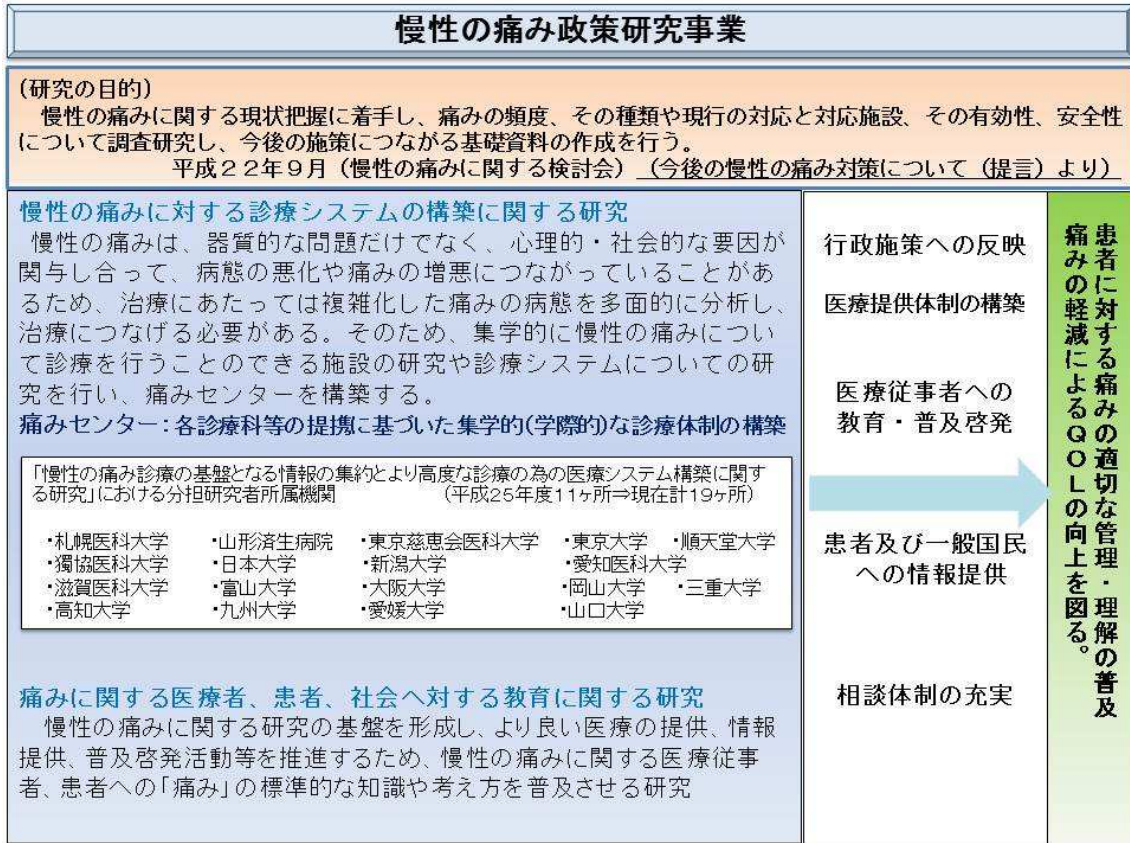 慢性の痛み政策研究事業
(研究の目的)
慢性の痛みに関する現状把握に着手し、痛みの頻度、その種類や現行の対応と対応施設、その有効性、安全性
について調査研究し、今後の施策につながる基礎資料の作成を行う。
平成22年9月(慢性の痛みに関する検討会)(今後の慢性の痛み対策について(提言)より)
慢性の痛みに対する診療システムの構築に関する研究
慢性の痛みは、器質的な問題だけでなく、心理的・社会的な要因が
関与し合って、病態の悪化や痛みの増悪につながっていることがあ
るため、治療にあたっては複雑化した痛みの病態を多面的に分析し、
治療につなげる必要がある。そのため、集学的に慢性の痛みについ
て診療を行うことのできる施設の研究や診療システムについての研
究を行い、痛みセンターを構築する。
痛みセンター:各診療科等の提携に基づいた集学的(学際的)な診療体制の構築
「慢性の痛み診療の基盤となる情報の集約とより高度な診療の為の医療システム構築に関す
る研究」における分担研究者所属機関 (平成25年度11ヶ所⇒現在計19ヶ所)
・札幌医科大学 ・山形済生病院 ・東京慈恵会医科大学 ・東京大学 ・順天堂大学
・獨協医科大学 ・日本大学 ・新潟大学 ・愛知医科大学
・滋賀医科大学 ・富山大学 ・大阪大学 ・岡山大学 ・三重大学
・高知大学 ・九州大学 ・愛媛大学 ・山口大学
痛みに関する医療者、患者、社会へ対する教育に関する研究
慢性の痛みに関する研究の基盤を形成し、より良い医療の提供、情報
提供、普及啓発活動等を推進するため、慢性の痛みに関する医療従事
者、患者への「痛み」の標準的な知識や考え方を普及させる研究
行政施策への反映
医療提供体制の構築
医療従事者への
教育・普及啓発
患者及び一般国民
への情報提供
相談体制の充実
患者に対する痛みの適切な管理・理解の普及
痛みの軽減によるQOLの向上を図る。